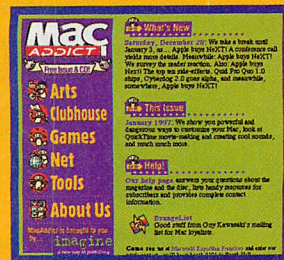 Mac
ADDICT
Free Issue & CD!
Arts
Clubhouse
Games
Net
Tools
About Us
MacAddict is brought to you
by...
imagine
What's New
Saturday, December 28: We take a break until
January 3, so... Apple buys NeXT! A conference call
yields more details. Meanwhile: Apple buys NeXT!
We survey the reader reaction. Also: Apple buys
Next! The top ten side-effects. Quid Pro Quo 1.0
ships, Cyberdog 2.0 goes alpha, and meanwhile,
somewhere, Apple buys NeXT!
This Issue
January 1997: We show you powerful and
dangerous ways to customize your Mac, look at
QuickTime movie-making and creating cool sounds,
and much much more.
Help!
Our help page answers your questions about the
magazine and the disc, lists handy resources for
subscribers and provides complete contact
information.
EvangeList
Good stuff from Guy Kawasaki's mailing
list for Mac loyalists.
Come see us at Macworld Expo/San Francisco and enter our